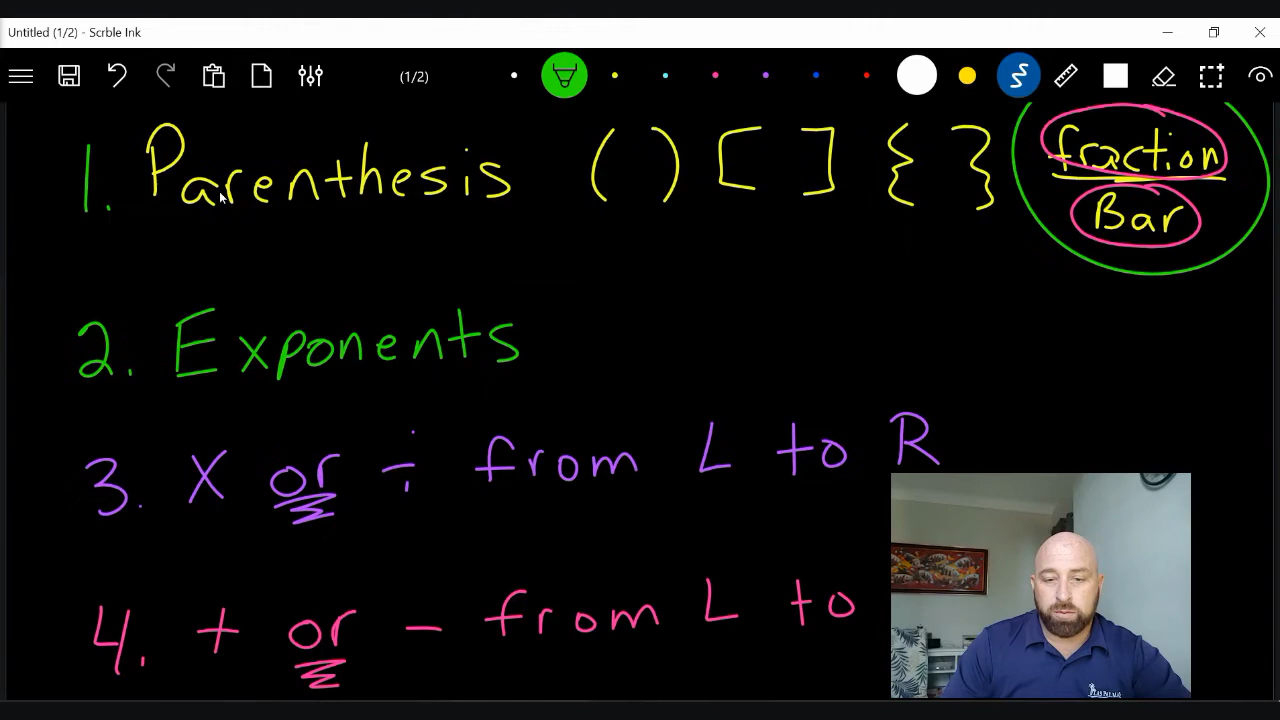 Untitled (1/2) - Scrble Ink
(1/2)
1. Parenthesis ( ) [ ] { } fraction
Bar
2. Exponents
3. X or ÷ from L to R
4. + or - from L to